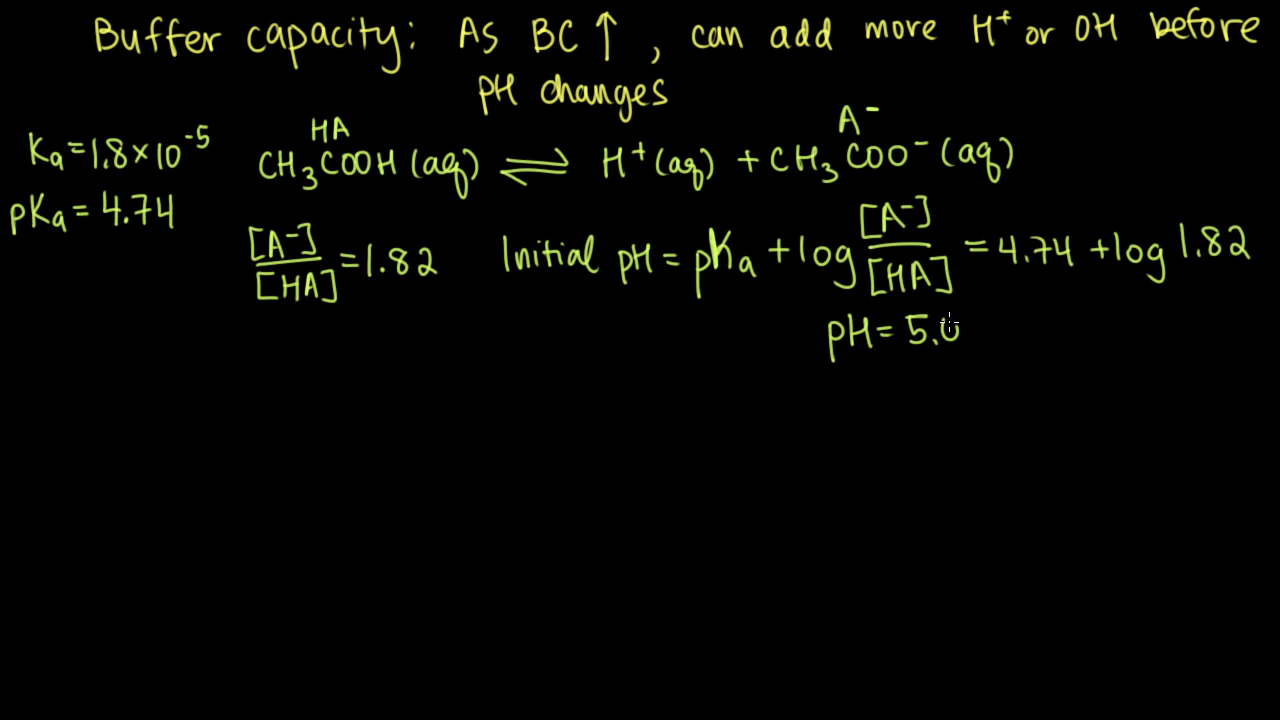 Buffer capacity: As BC ↑, can add more H⁺ or OH before
pH changes
HA
A⁻
Ka = 1.8 × 10⁻⁵
CH₃COOH (aq) ⇌ H⁺ (aq) + CH₃COO⁻ (aq)
pKa = 4.74
[A⁻]/[HA] = 1.82
Initial pH = pKa + log [A⁻]/[HA] = 4.74 + log 1.82
pH = 5.0